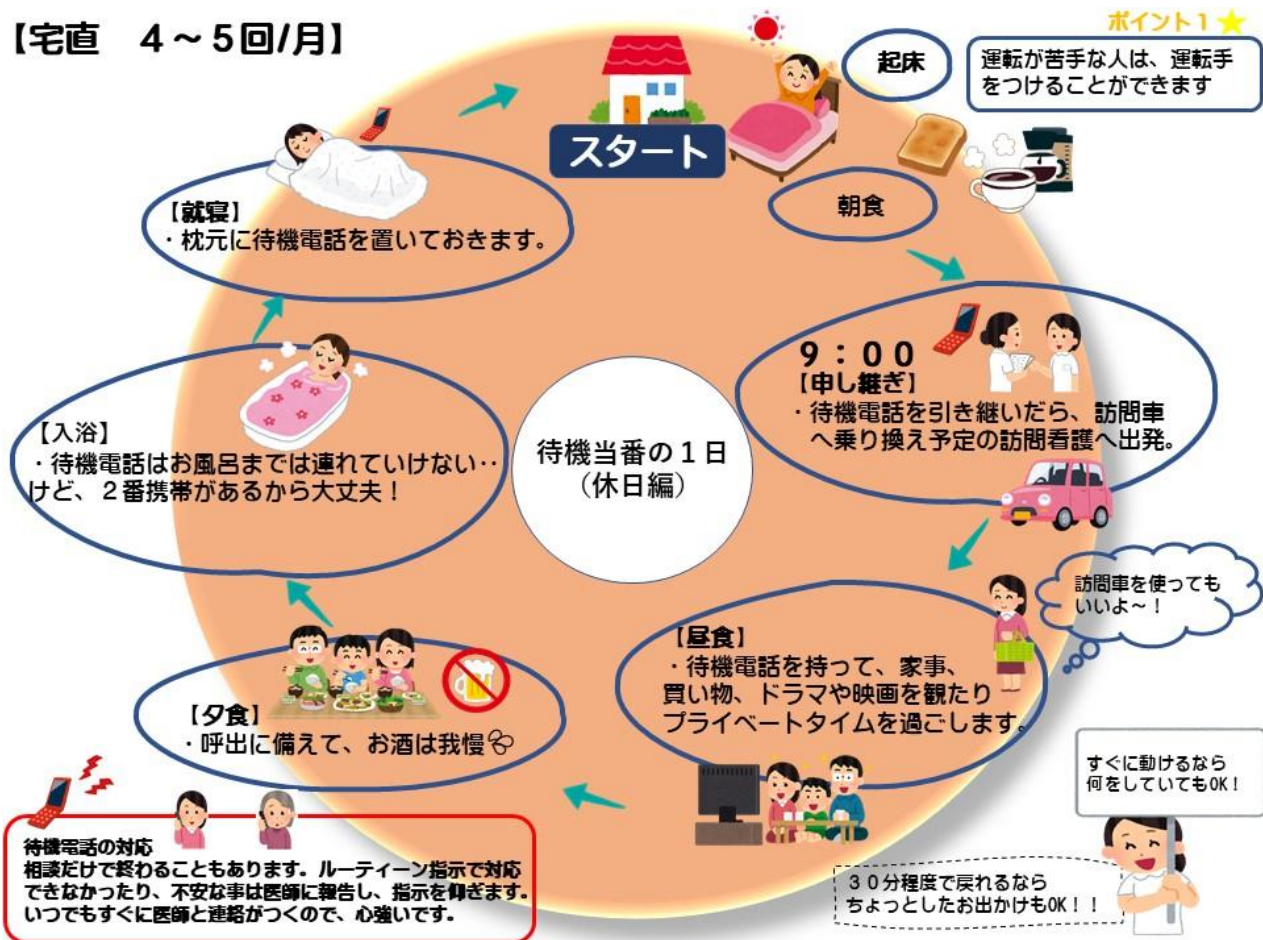 【宅直　４～５回/月】
ポイント１
運転が苦手な人は、運転手
をつけることができます
スタート
起床
朝食
９：００
【申し継ぎ】
・待機電話を引き継いだら、訪問車
へ乗り換え予定の訪問看護へ出発。
訪問車を使っても
いいよ～！
【昼食】
・待機電話を持って、家事、
買い物、ドラマや映画を観たり
プライベートタイムを過ごします。
すぐに動けるなら
何をしていてもOK！
３０分程度で戻れるなら
ちょっとしたお出かけもOK！！
【夕食】
・呼出に備えて、お酒は我慢
待機電話の対応
相談だけで終わることもあります。ルーティーン指示で対応
できなかったり、不安な事は医師に報告し、指示を仰ぎます。
いつでもすぐに医師と連絡がつくので、心強いです。
【入浴】
・待機電話はお風呂までは連れていけない‥
けど、２番携帯があるから大丈夫！
【就寝】
・枕元に待機電話を置いておきます。
待機当番の１日
（休日編）